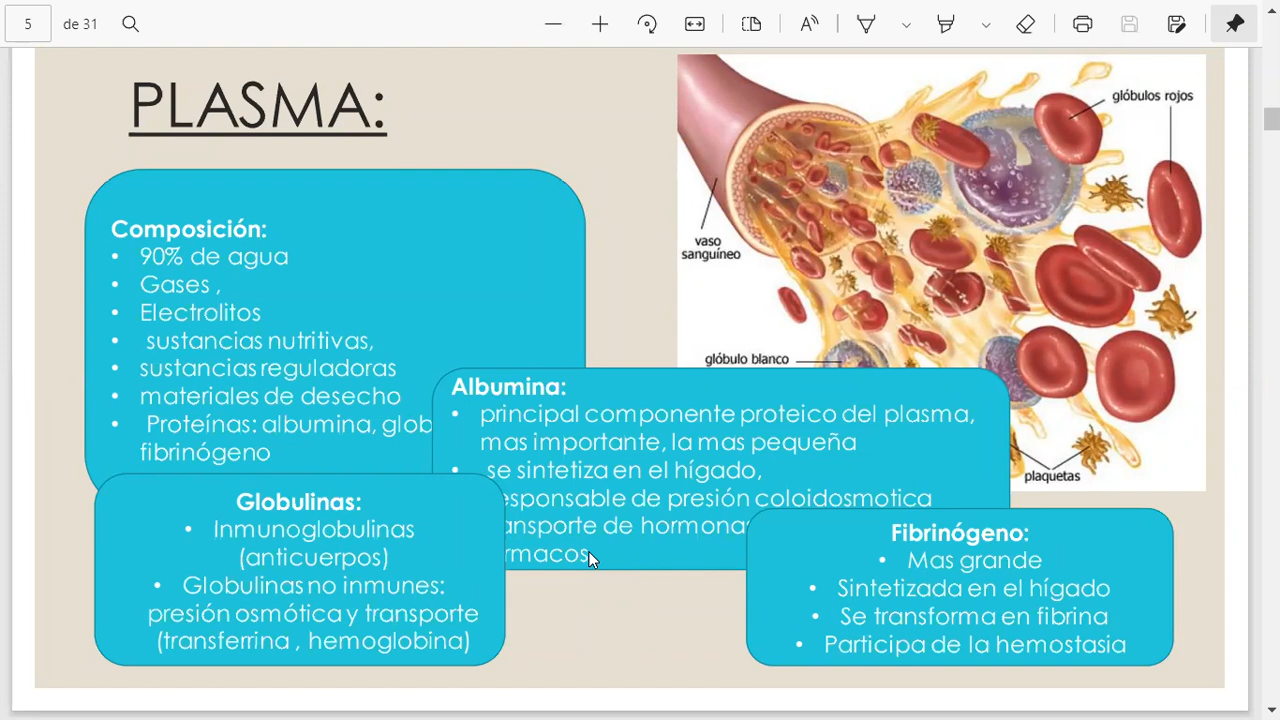 5 de 31
PLASMA:
Composición:
• 90% de agua
• Gases ,
• Electrolitos
• sustancias nutritivas,
• sustancias reguladoras
• materiales de desecho
• Proteínas: albumina, glob
fibrinógeno
glóbulos rojos
vaso
sanguíneo
glóbulo blanco
plaquetas
Albumina:
• principal componente proteico del plasma,
mas importante, la mas pequeña
• se sintetiza en el hígado,
esponsable de presión coloidosmotica
ansporte de hormonas
rmacos
Globulinas:
• Inmunoglobulinas
(anticuerpos)
• Globulinas no inmunes:
presión osmótica y transporte
(transferrina , hemoglobina)
Fibrinógeno:
• Mas grande
• Sintetizada en el hígado
• Se transforma en fibrina
• Participa de la hemostasia